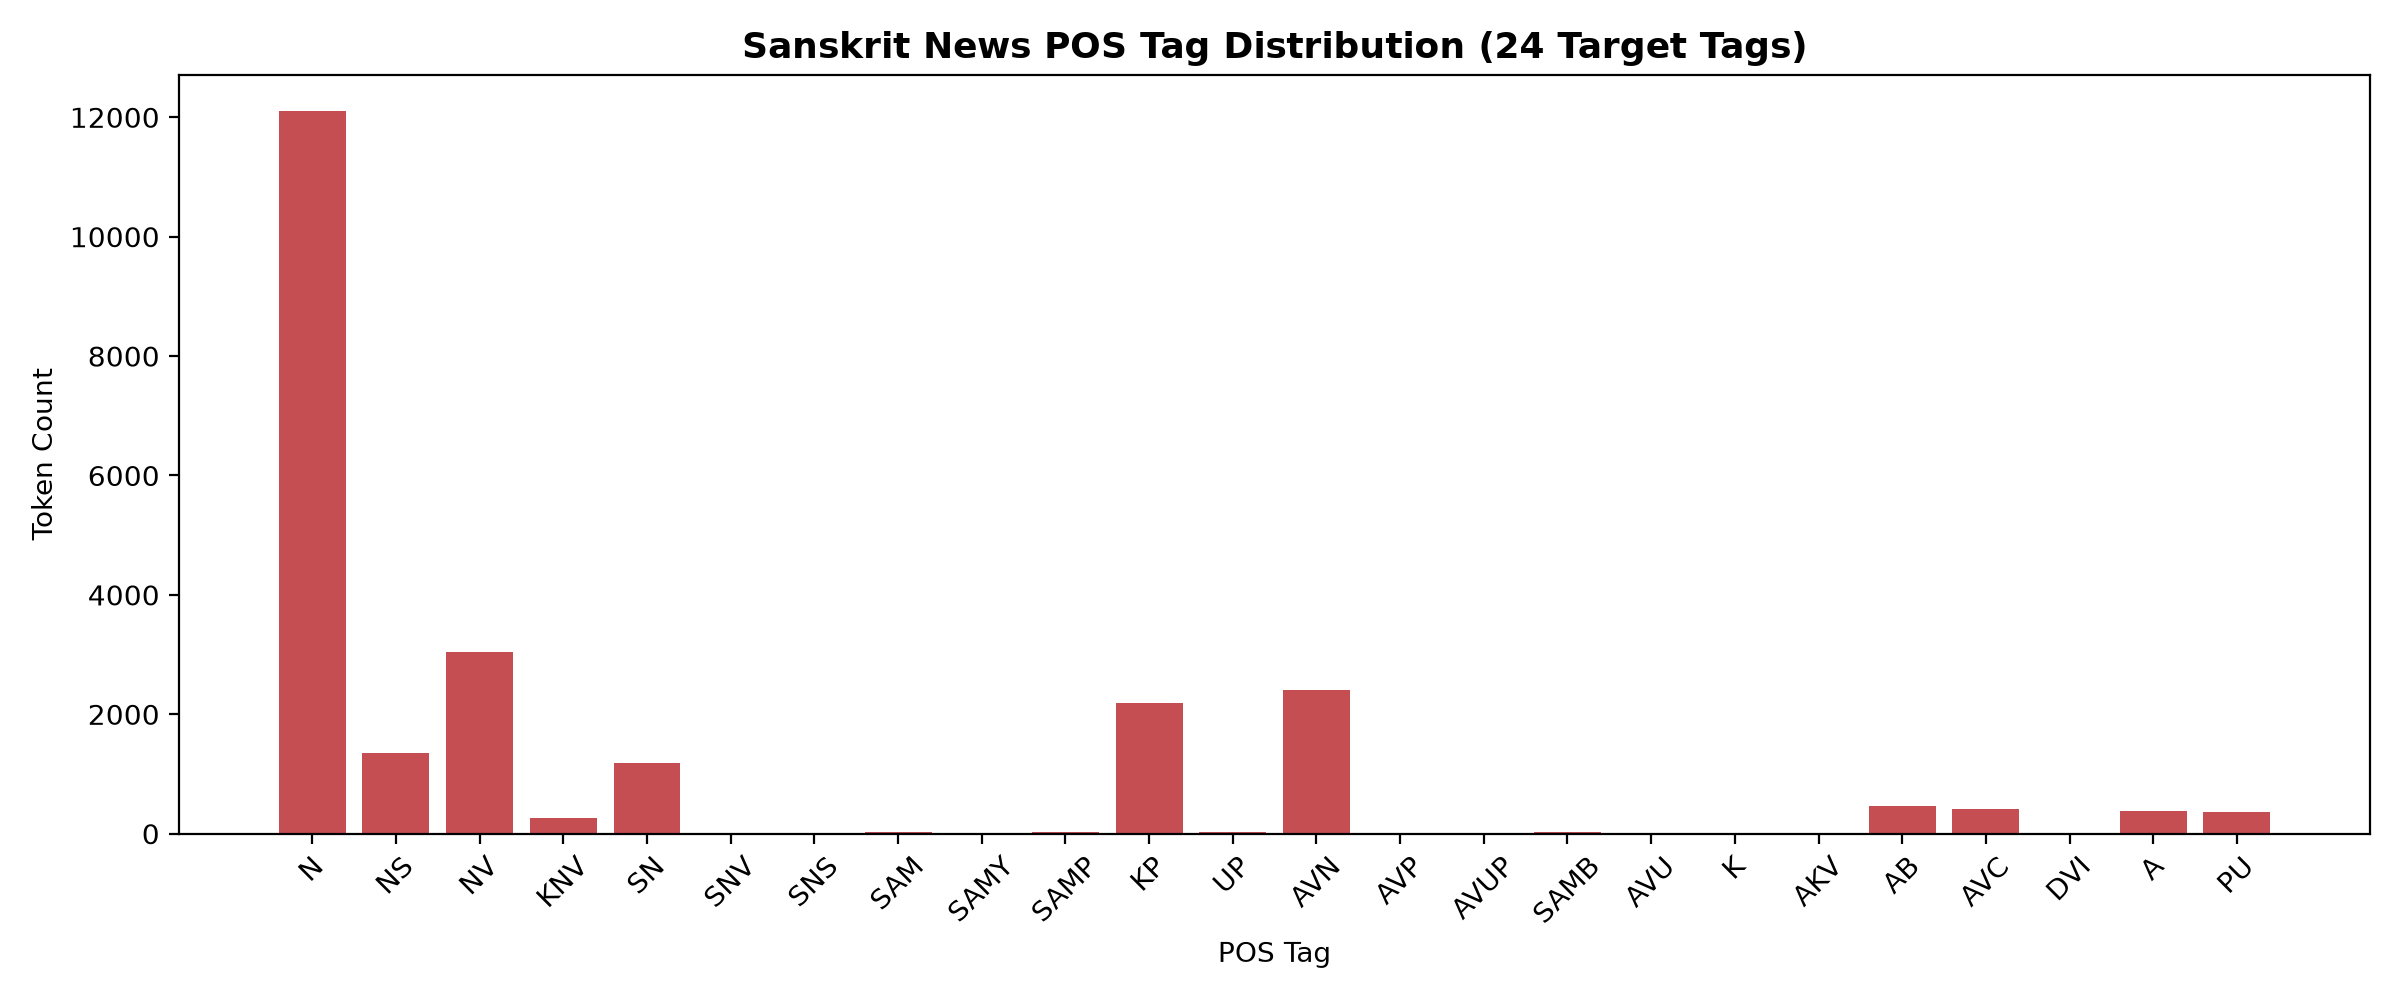 Sanskrit News POS Tag Distribution (24 Target Tags)
12000
10000
8000
6000
4000
2000
0
Token Count
N NS NV KNV SN SNV SNS SAM SAMY SAMP KP UP AVN AVP AVUP SAMB AVU K AKV AB AVC DVI A PU
POS Tag